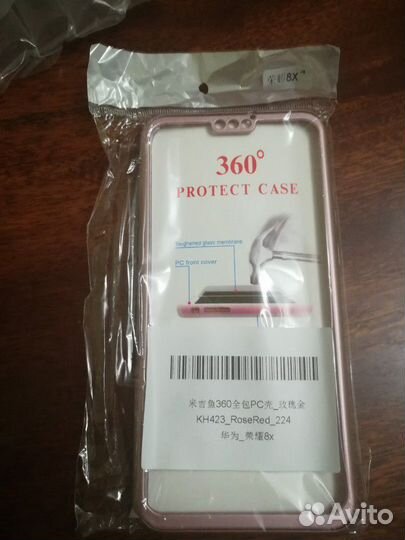 荣耀8X
360°
PROTECT CASE
Toughened glass membrane
PC front cover
米吉鱼360全包PC壳_玫瑰金
KH423_RoseRed_224
华为_荣耀8x
Avito